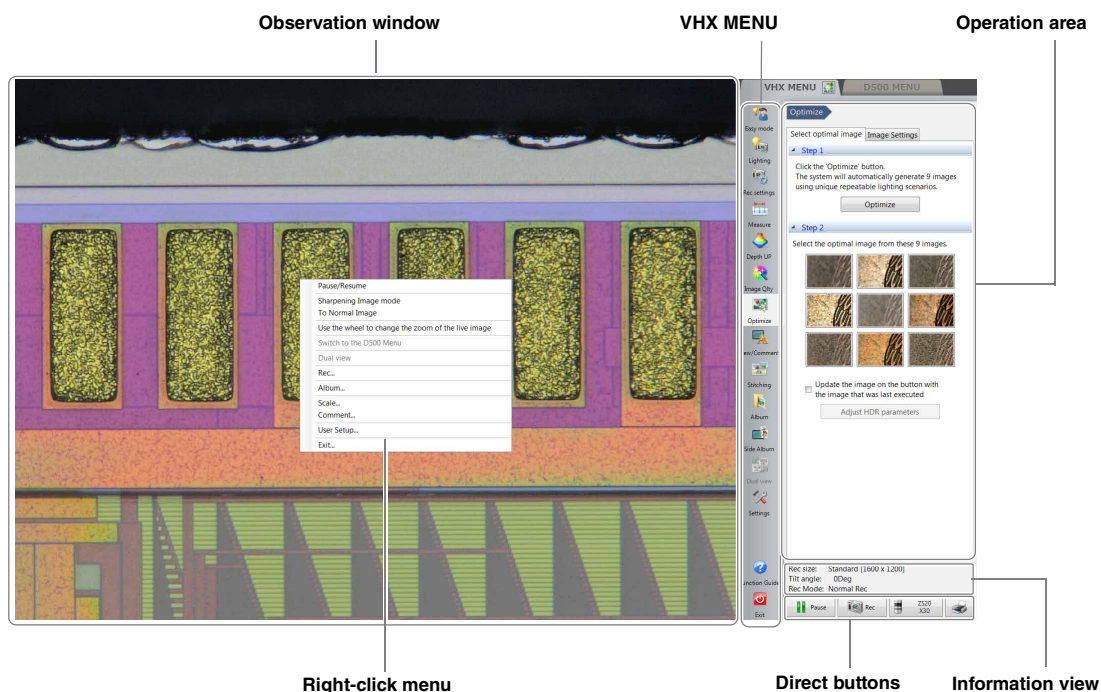 Observation window
VHX MENU
Operation area
VHX MENU
D500 MENU
Easy mode
Lighting
Rec settings
Measure
Depth UP
Image Qlty
Optimize
ew/Comment
Stitching
Album
Side Album
Dual view
Settings
unction Guide
Exit
Optimize
Select optimal image
Image Settings
Step 1
Click the 'Optimize' button.
The system will automatically generate 9 images
using unique repeatable lighting scenarios.
Optimize
Step 2
Select the optimal image from these 9 images.
Update the image on the button with
the image that was last executed
Adjust HDR parameters
Pause/Resume
Sharpening Image mode
To Normal Image
Use the wheel to change the zoom of the live image
Switch to the D500 Menu
Dual view
Rec...
Album...
Scale...
Comment...
User Setup...
Exit...
Rec size: Standard [1600 x 1200]
Tilt angle: 0Deg
Rec Mode: Normal Rec
Pause
Rec
ZS20
X30
Right-click menu
Direct buttons
Information view